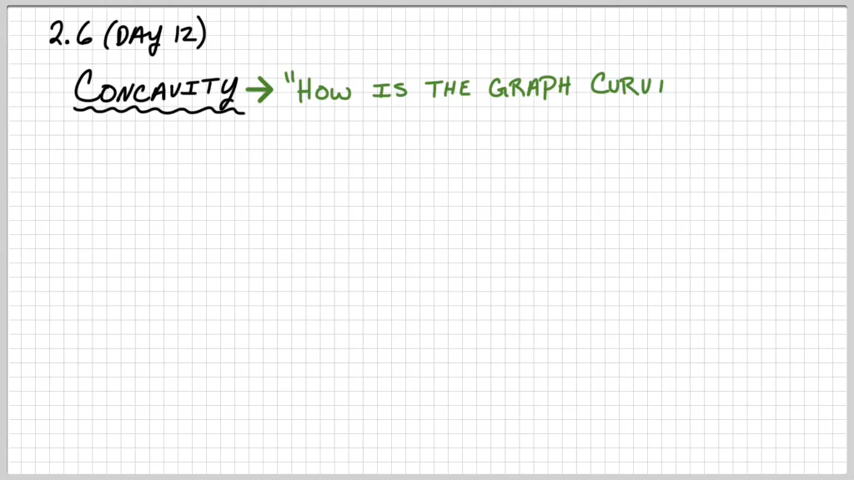 2.6 (DAY 12)
CONCAVITY → "HOW IS THE GRAPH CURVI